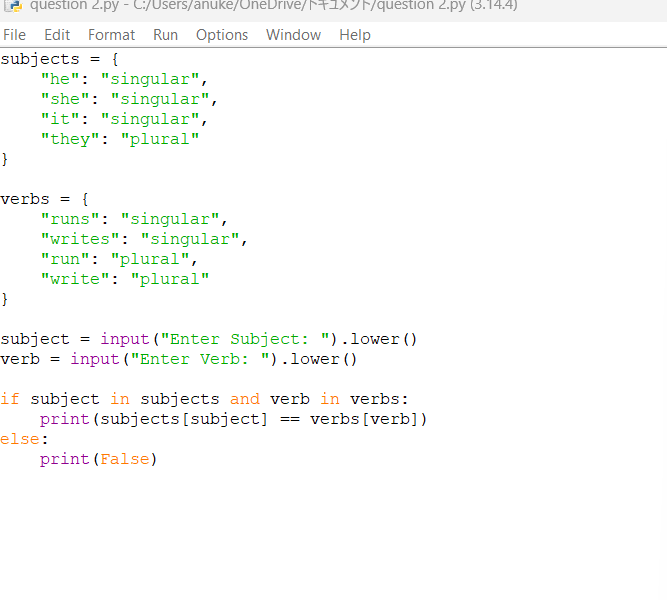 question 2.py - C:/Users/anuke/OneDrive/ドキュメント/question 2.py (3.14.4)
File Edit Format Run Options Window Help
subjects = {
    "he": "singular",
    "she": "singular",
    "it": "singular",
    "they": "plural"
}

verbs = {
    "runs": "singular",
    "writes": "singular",
    "run": "plural",
    "write": "plural"
}

subject = input("Enter Subject: ").lower()
verb = input("Enter Verb: ").lower()

if subject in subjects and verb in verbs:
    print(subjects[subject] == verbs[verb])
else:
    print(False)